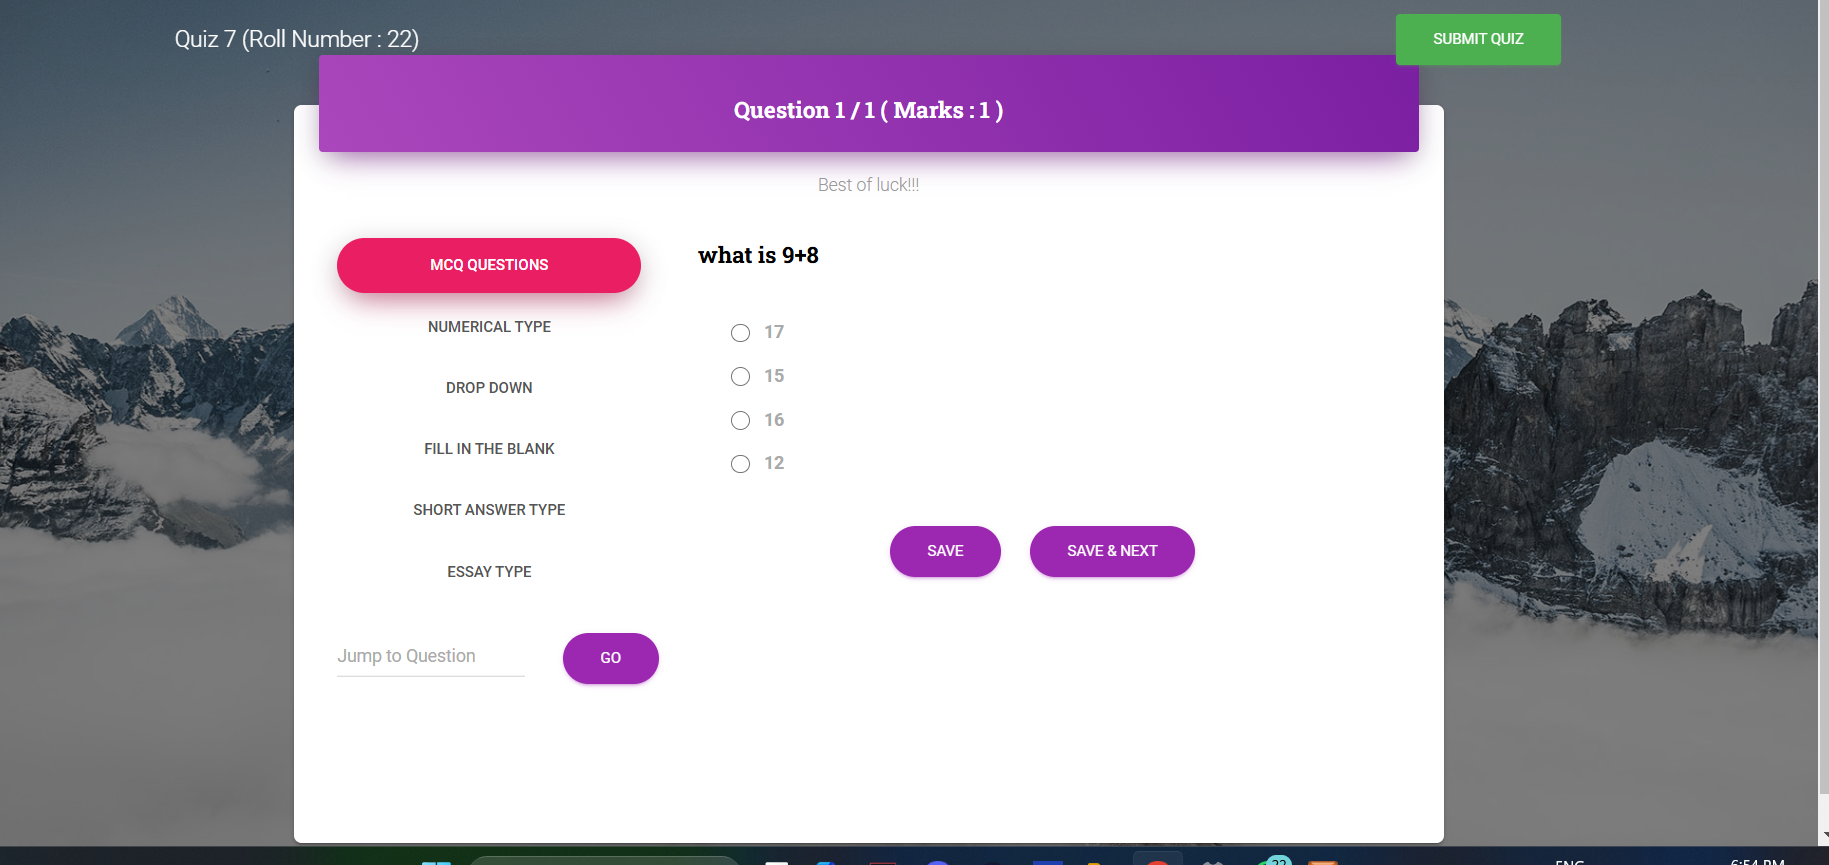 Quiz 7 (Roll Number : 22)
SUBMIT QUIZ
Question 1 / 1 ( Marks : 1 )
Best of luck!!!
MCQ QUESTIONS
NUMERICAL TYPE
DROP DOWN
FILL IN THE BLANK
SHORT ANSWER TYPE
ESSAY TYPE
Jump to Question
GO
what is 9+8
17
15
16
12
SAVE
SAVE & NEXT
22
ENG
6:54 PM